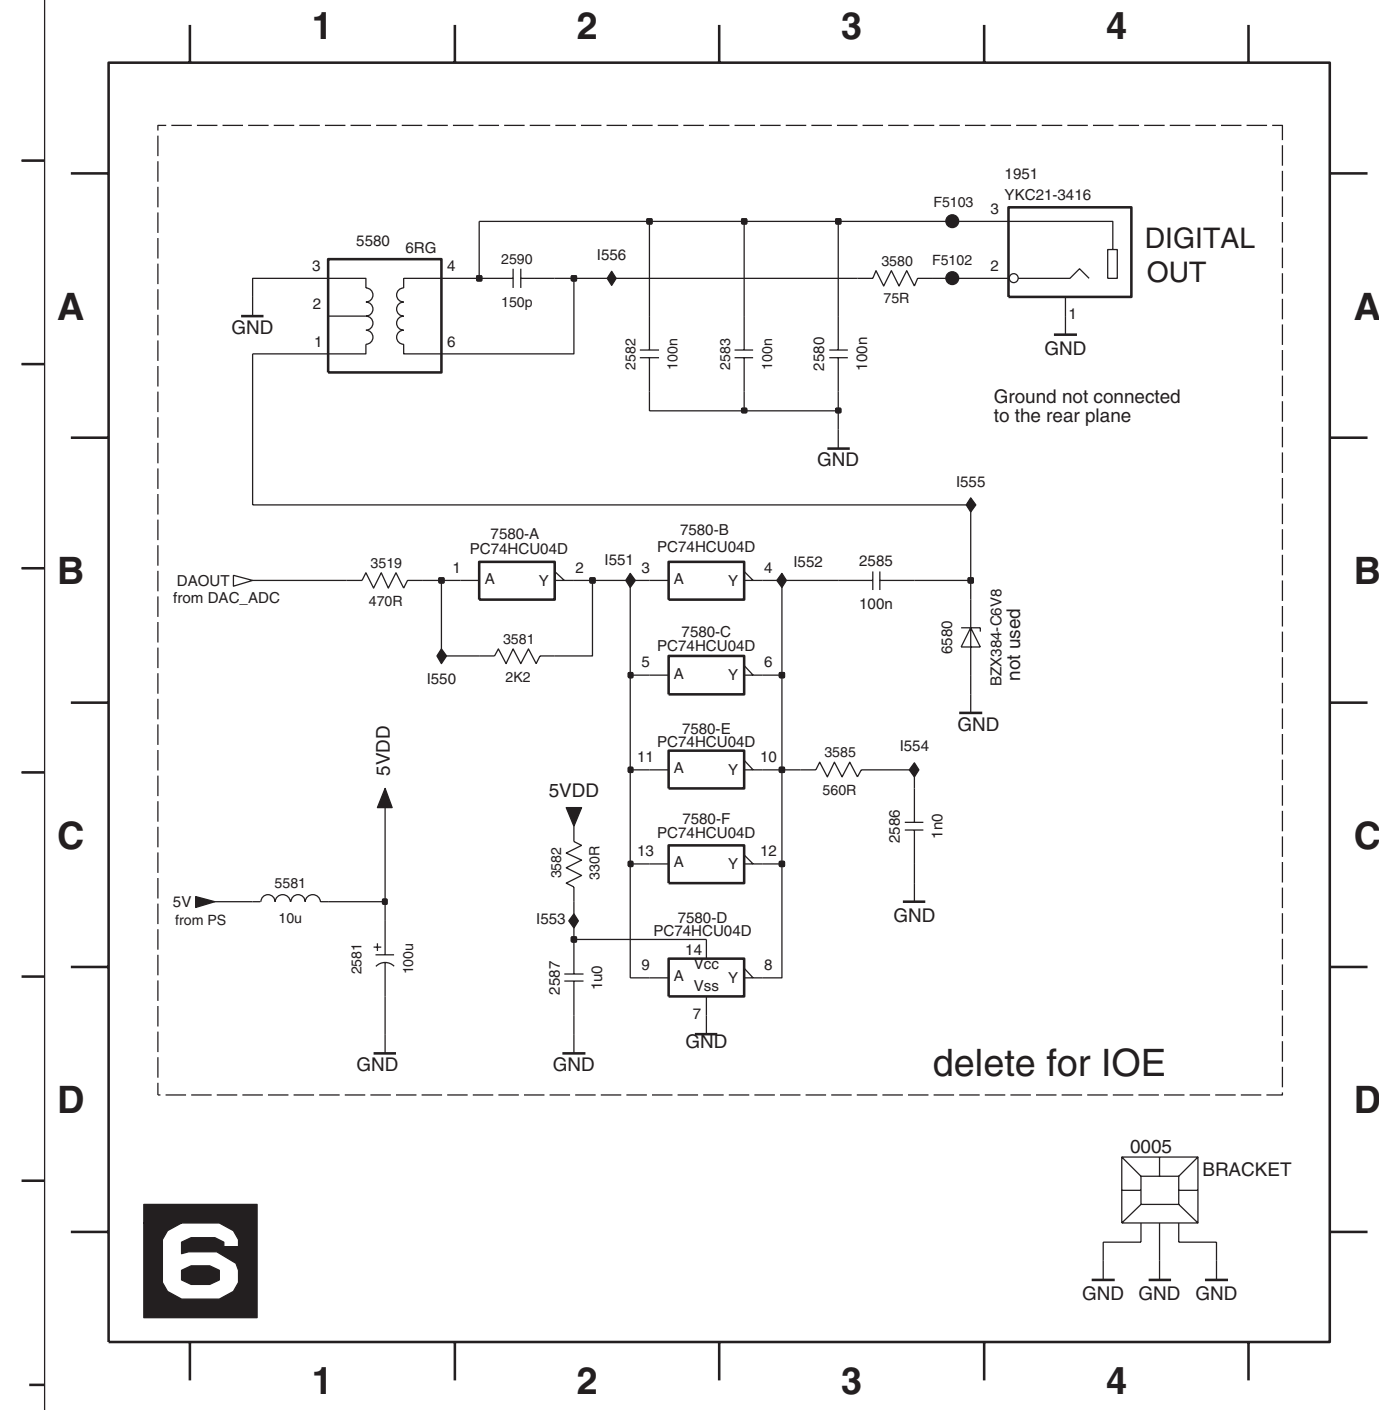 1 2 3 4
1951
YKC21-3416
F5103
3
DIGITAL
OUT
5580
6RG
3
4
2590
I556
3580
F5102
2
2
150p
75R
A
A
GND
1
1
6
GND
2582
100n
2583
100n
2580
100n
Ground not connected
to the rear plane
GND
I555
7580-A
PC74HCU04D
7580-B
PC74HCU04D
B
B
DAOUT
from DAC_ADC
3519
470R
1
A
Y
2
I551
3
A
Y
4
I552
2585
100n
6580
BZX384-C6V8
not used
I550
3581
2K2
7580-C
PC74HCU04D
5
A
Y
6
GND
5VDD
7580-E
PC74HCU04D
11
A
Y
10
3585
560R
I554
5VDD
C
C
3582
330R
7580-F
PC74HCU04D
13
A
Y
12
2586
1n0
GND
5V
from PS
5581
10u
I553
7580-D
PC74HCU04D
14
Vcc
9
A
Y
8
Vss
7
GND
2581
+
100u
GND
2587
1u0
GND
delete for IOE
D
D
0005
BRACKET
6
GND GND GND
1 2 3 4